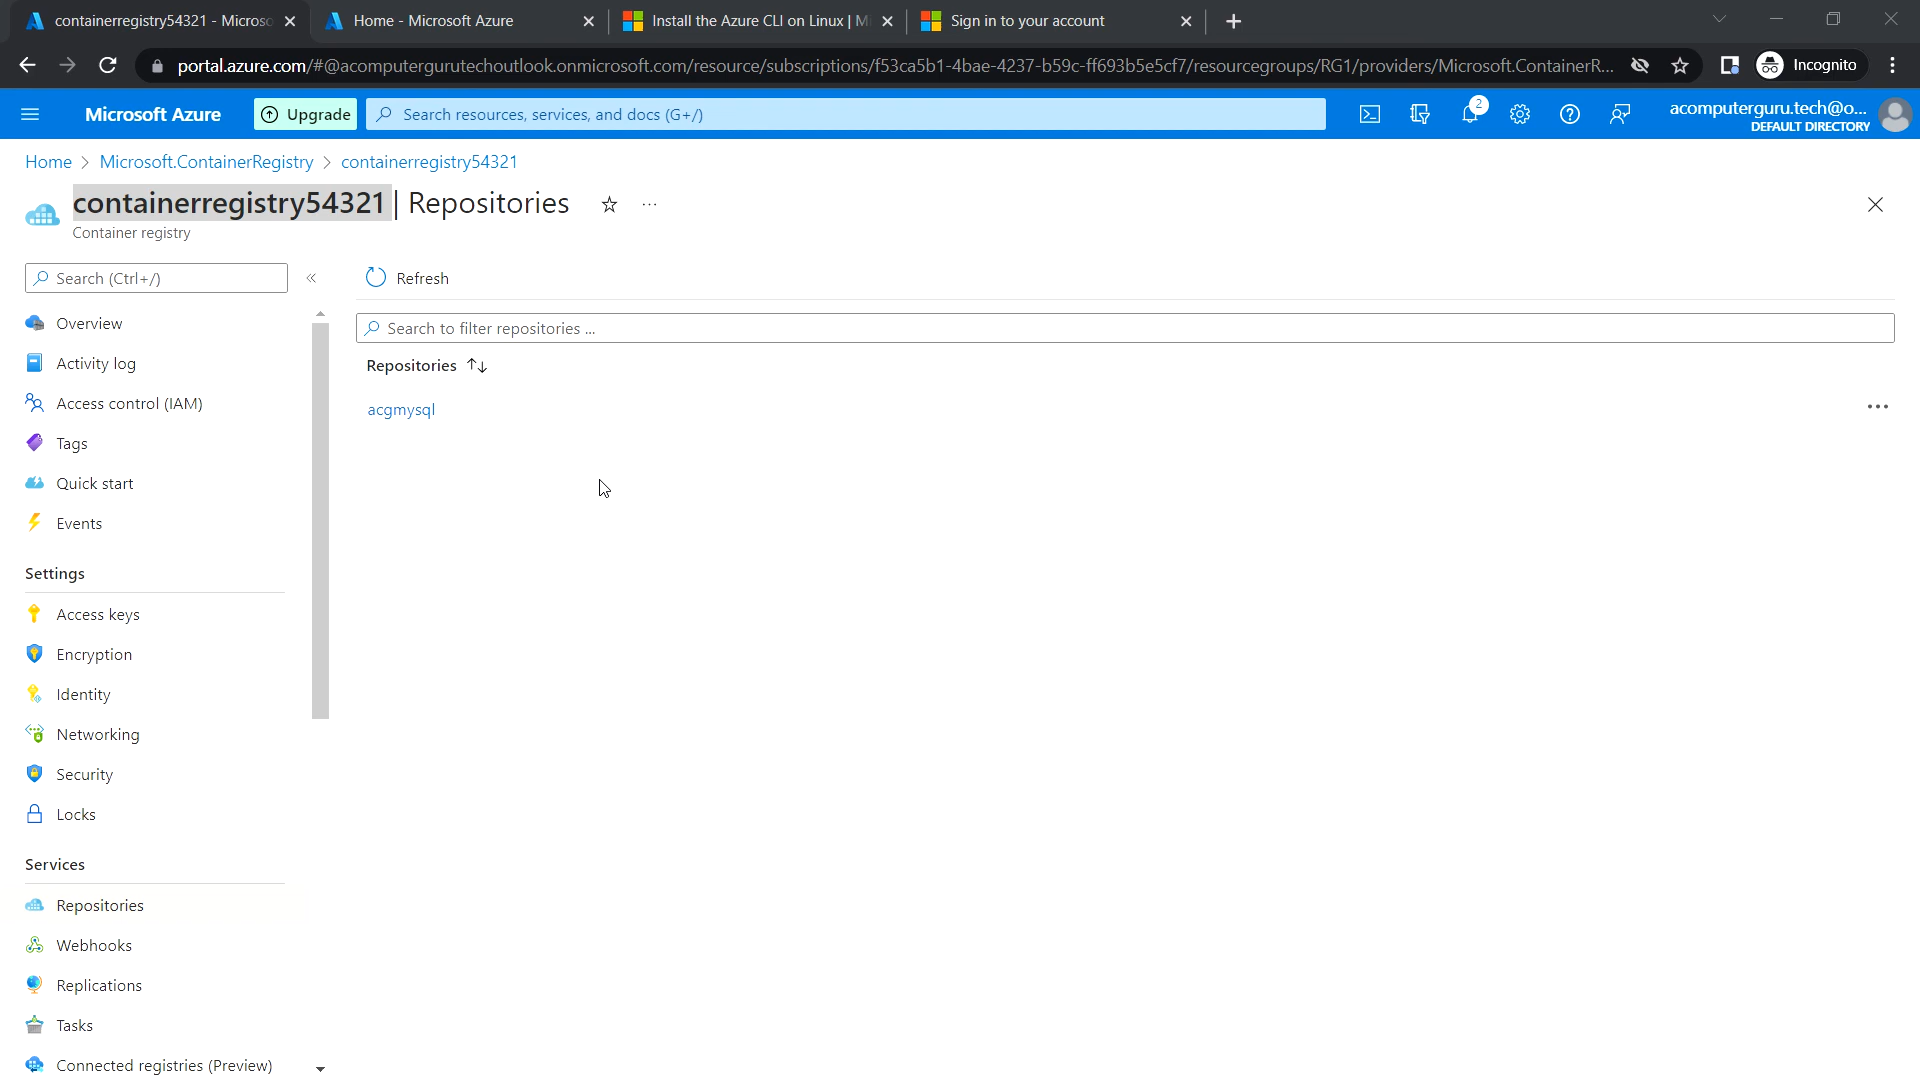 containerregistry54321 - Microso
Home - Microsoft Azure
Install the Azure CLI on Linux | M
Sign in to your account
portal.azure.com/#@acomputergurutechoutlook.onmicrosoft.com/resource/subscriptions/f53ca5b1-4bae-4237-b59c-ff693b5e5cf7/resourcegroups/RG1/providers/Microsoft.ContainerR...
Incognito
Microsoft Azure
Upgrade
Search resources, services, and docs (G+/)
2
acomputerguru.tech@o...
DEFAULT DIRECTORY
Home > Microsoft.ContainerRegistry > containerregistry54321
containerregistry54321 | Repositories
Container registry
Search (Ctrl+/)
«
Refresh
Search to filter repositories ...
Repositories
acgmysql
Overview
Activity log
Access control (IAM)
Tags
Quick start
Events
Settings
Access keys
Encryption
Identity
Networking
Security
Locks
Services
Repositories
Webhooks
Replications
Tasks
Connected registries (Preview)